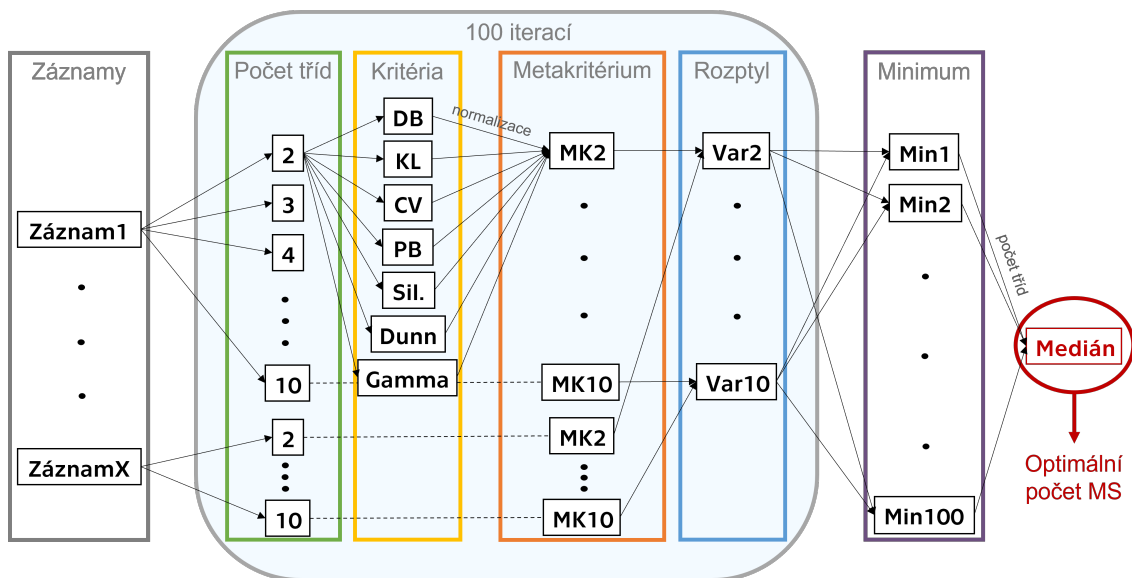 100 iterací
Záznamy
Záznam1
ZáznamX
Počet tříd
2
3
4
10
2
10
Kritéria
DB
KL
CV
PB
Sil.
Dunn
Gamma
normalizace
Metakritérium
MK2
MK10
MK2
MK10
Rozptyl
Var2
Var10
Minimum
Min1
Min2
Min100
počet tříd
Medián
Optimální
počet MS